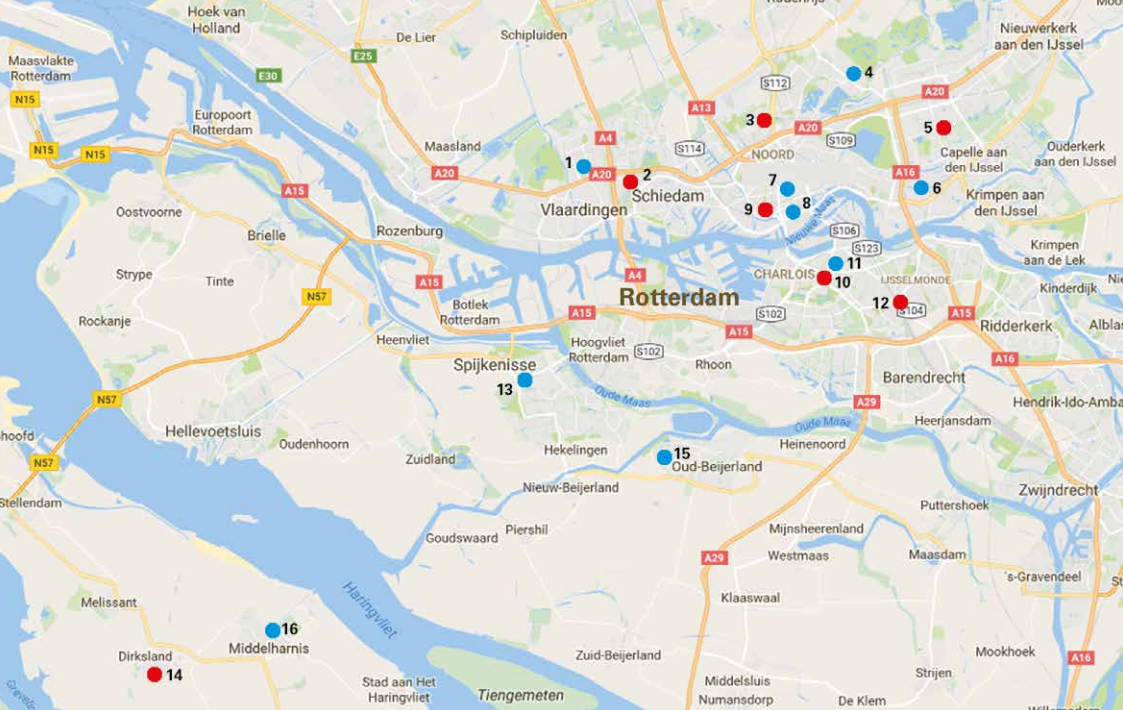 Hoek van
Holland
De Lier
Schipluiden
Nieuwerkerk
aan den IJssel
Maasvlakte
Rotterdam
E25
E30
S112
4
N15
A13
A20
Europoort
Rotterdam
3
A20
5
A4
S109
N15
N15
Maasland
S114
NOORD
Capelle aan
den IJssel
Ouderkerk
aan den IJssel
1
A20
A20
2
A16
A15
Schiedam
7
6
Krimpen aan
den IJssel
Oostvoorne
Vlaardingen
9
8
Nieuwe Maas
Brielle
Rozenburg
S106
S123
Krimpen
aan de Lek
Strype
Tinte
A15
A4
CHARLOIS
11
10
IJSSELMONDE
Kinderdijk
N57
Rotterdam
12
S104
Botlek
Rotterdam
A15
S102
A15
Rockanje
A15
Ridderkerk
Heenvliet
Hoogvliet
Rotterdam
S102
Rhoon
A16
Spijkenisse
13
Barendrecht
N57
Oude Maas
A29
Hendrik-Ido-Amba
Hellevoetsluis
Oudenhoorn
Oude Maas
Heerjansdam
Heinenoord
N57
Zuidland
Hekelingen
15
Oud-Beijerland
Nieuw-Beijerland
Zwijndrecht
Stellendam
Puttershoek
Piershil
Goudswaard
Mijnsheerenland
A29
Westmaas
Maasdam
's-Gravendeel
Haringvliet
Melissant
Klaaswaal
16
Middelharnis
Dirksland
14
Zuid-Beijerland
Mookhoek
A16
Stad aan Het
Haringvliet
Tiengemeten
Middelsluis
Strijen
Numansdorp
De Klem